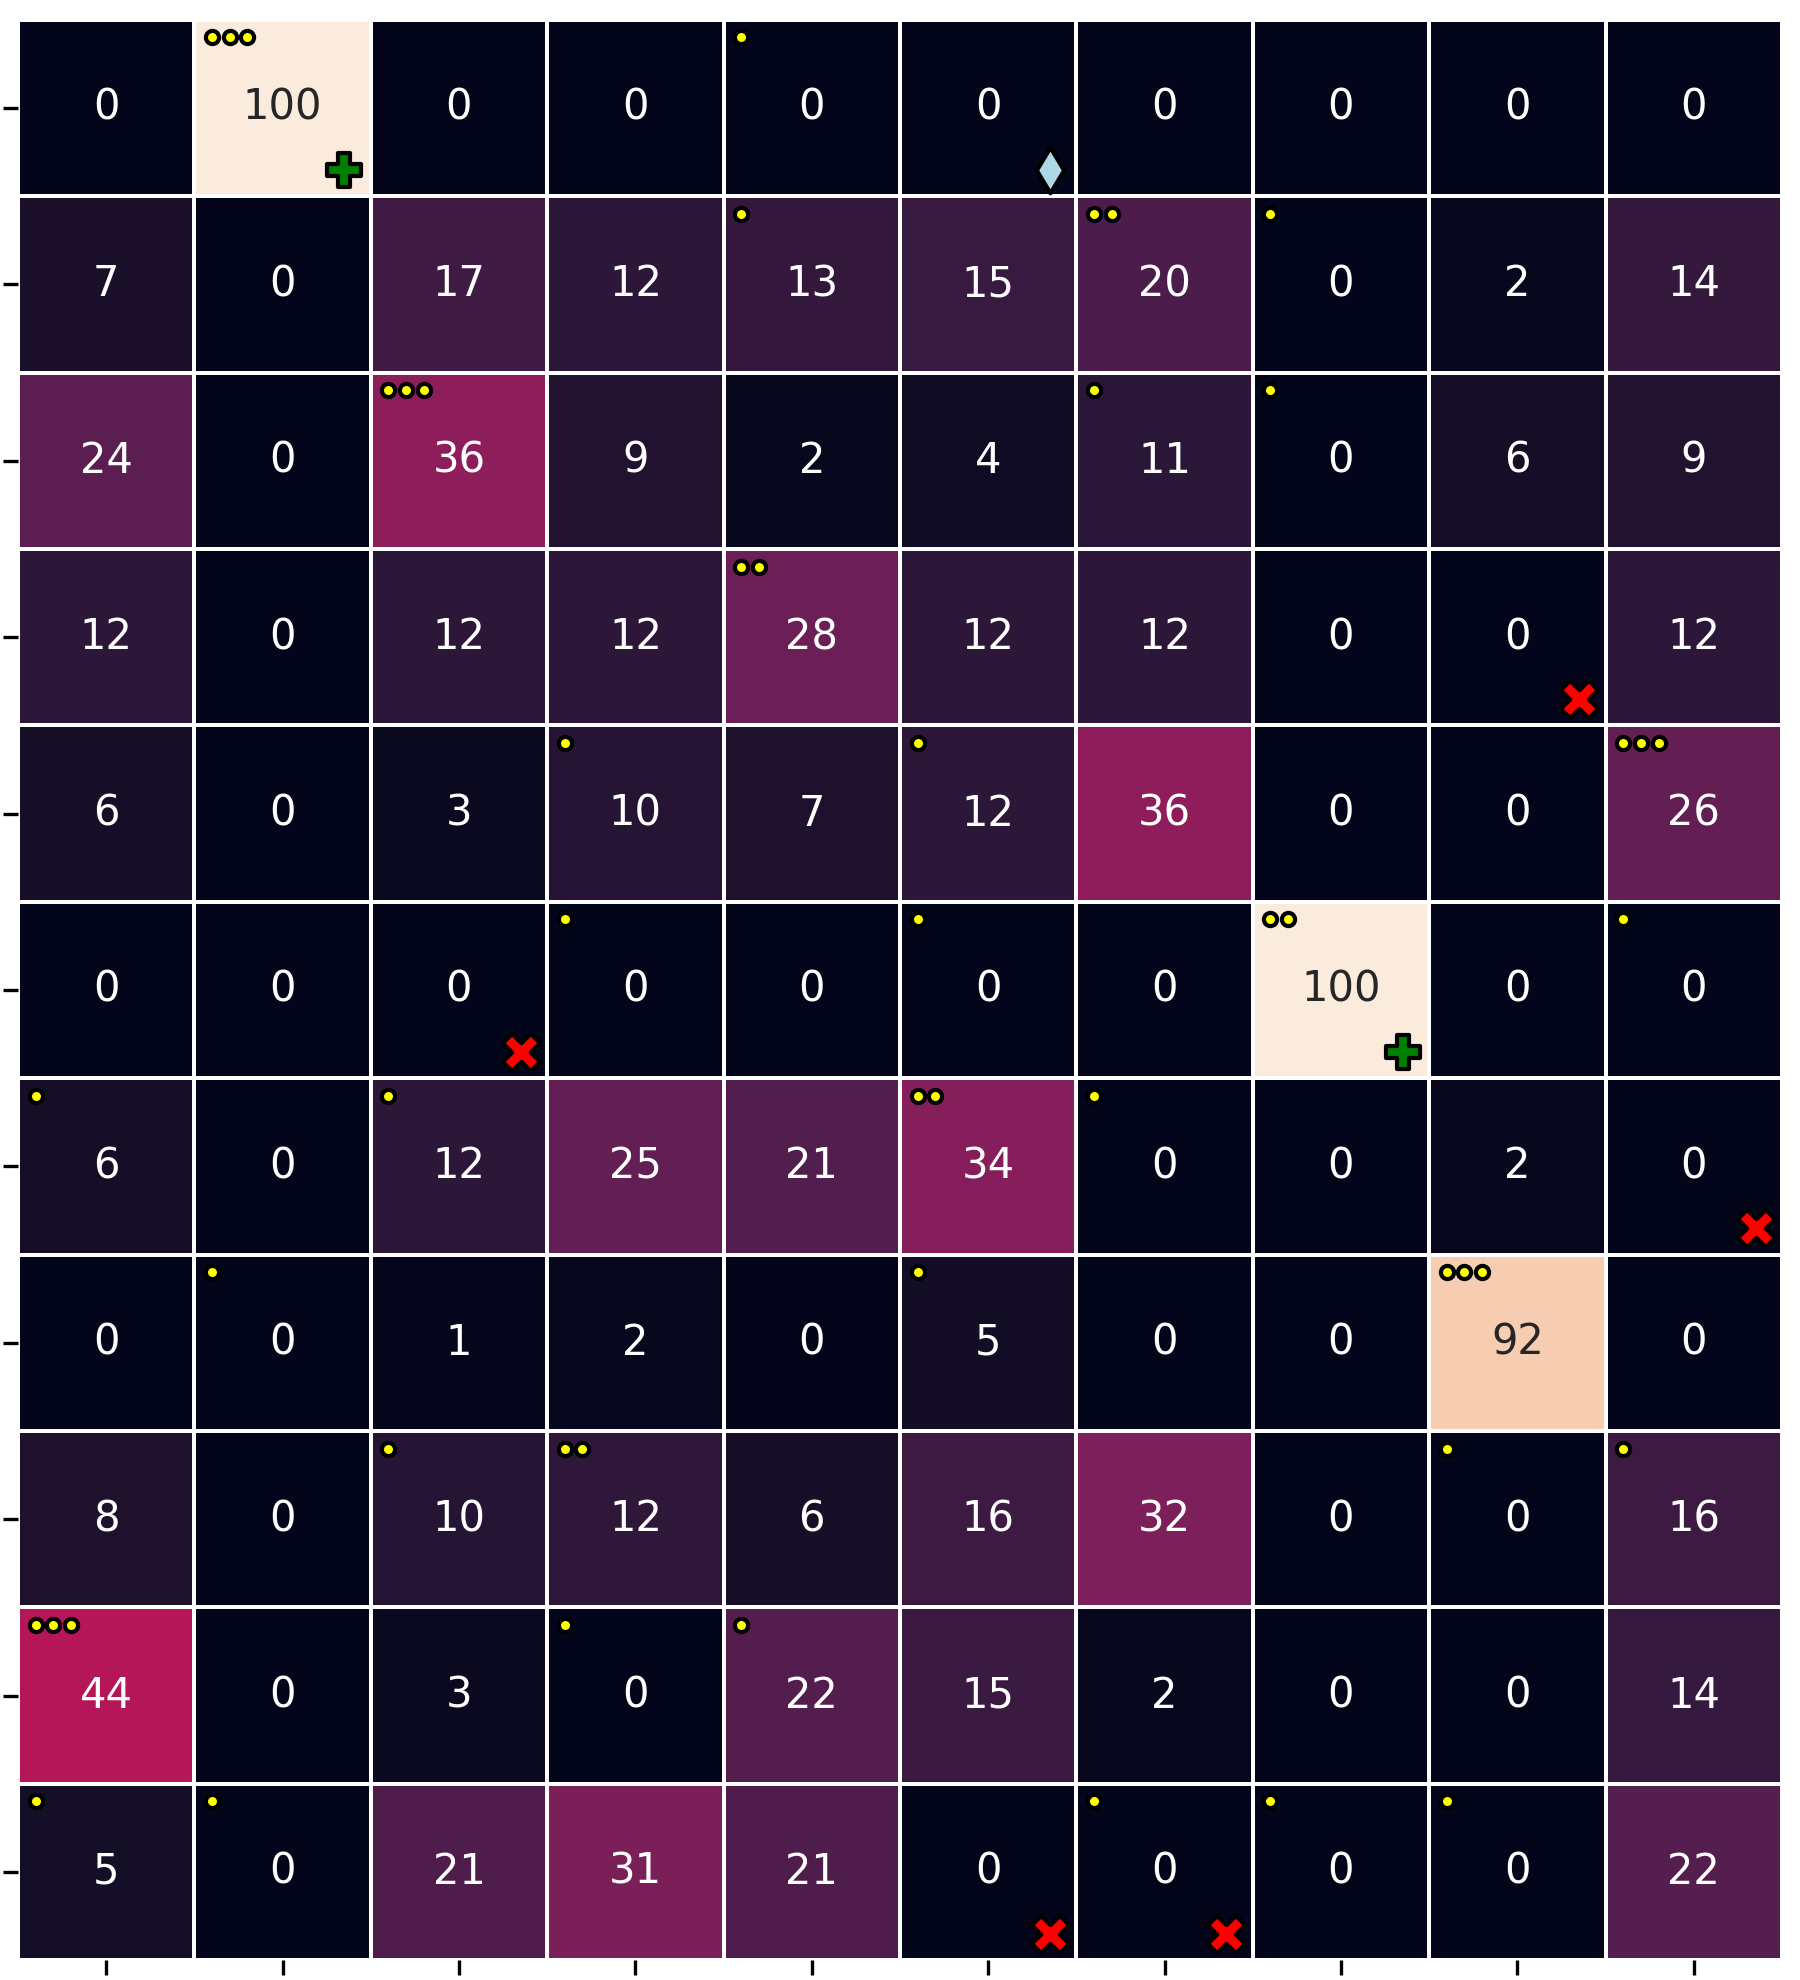 0 100 0 0 0 0 0 0 0 0
7 0 17 12 13 15 20 0 2 14
24 0 36 9 2 4 11 0 6 9
12 0 12 12 28 12 12 0 0 12
6 0 3 10 7 12 36 0 0 26
0 0 0 0 0 0 0 100 0 0
6 0 12 25 21 34 0 0 2 0
0 0 1 2 0 5 0 0 92 0
8 0 10 12 6 16 32 0 0 16
44 0 3 0 22 15 2 0 0 14
5 0 21 31 21 0 0 0 0 22